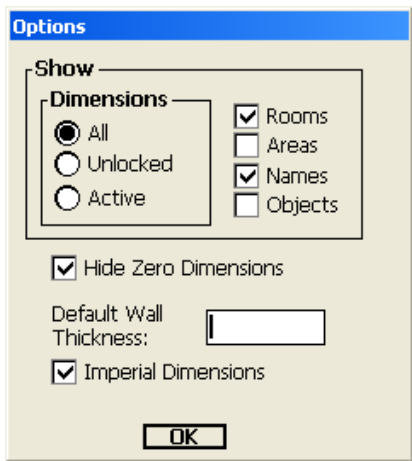 Options
Show
Dimensions
All
Unlocked
Active
Rooms
Areas
Names
Objects
Hide Zero Dimensions
Default Wall
Thickness:
Imperial Dimensions
OK